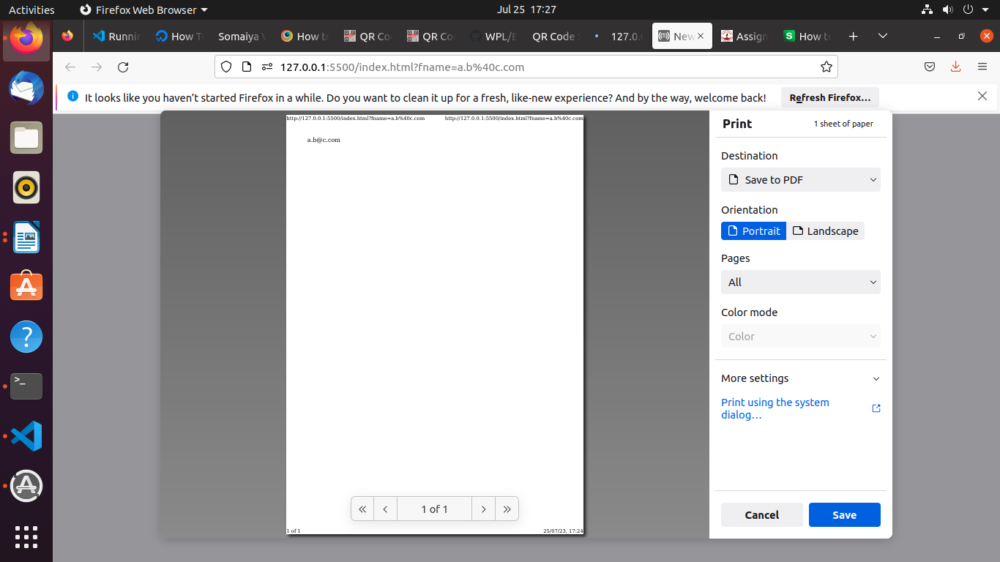 Activities
Firefox Web Browser
Jul 25 17:27
Runnin
How T
Somaiya V
How to
QR Co
QR Co
WPL/E
QR Code S
127.0.0
New
Assign
How to
127.0.0.1:5500/index.html?fname=a.b%40c.com
It looks like you haven’t started Firefox in a while. Do you want to clean it up for a fresh, like-new experience? And by the way, welcome back!
Refresh Firefox…
http://127.0.0.1:5500/index.html?fname=a.b%40c.com
http://127.0.0.1:5500/index.html?fname=a.b%40c.com
a.b@c.com
1 of 1
1 of 1
25/07/23, 17:24
Print
1 sheet of paper
Destination
Save to PDF
Orientation
Portrait
Landscape
Pages
All
Color mode
Color
More settings
Print using the system
dialog…
Cancel
Save